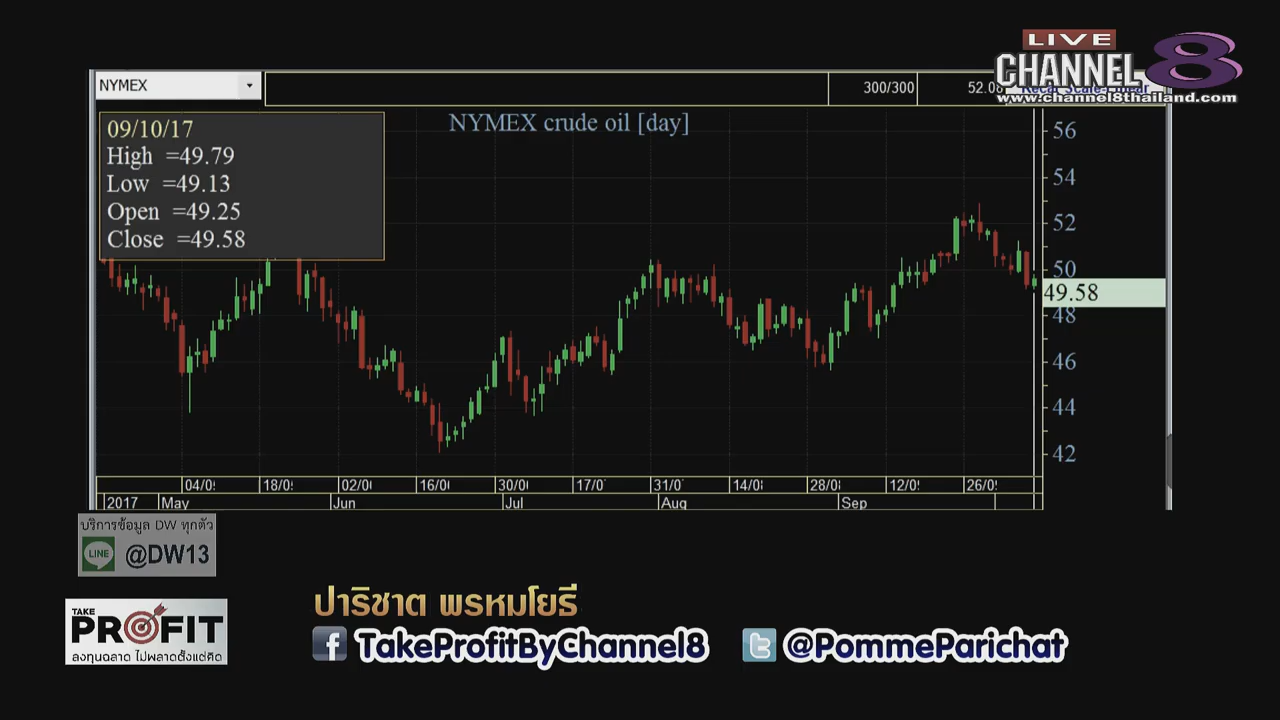 LIVE
CHANNEL 8
www.channel8thailand.com
NYMEX
300/300
52.08
NYMEX crude oil [day]
09/10/17
High =49.79
Low =49.13
Open =49.25
Close =49.58
56
54
52
50
49.58
48
46
44
42
04/0 18/0 02/0 16/0 30/0 17/0 31/0 14/0 28/0 12/0 26/0
2017 May Jun Jul Aug Sep
บริการข้อมูล DW ทุกตัว
LINE @DW13
TAKE
PROFIT
ลงทุนฉลาด ไม่พลาดตั้งแต่คิด
ปาริชาต พรหมโยธี
f TakeProfitByChannel8 t @PommeParichat